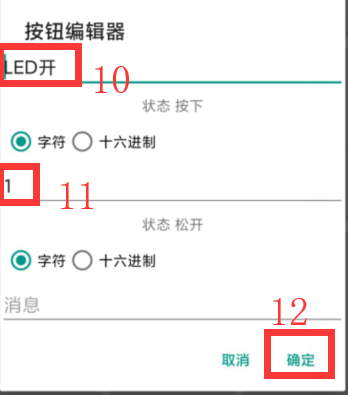 按钮编辑器
LED开
10
状态 按下
字符 十六进制
1
11
状态 松开
字符 十六进制
消息
12
取消 确定